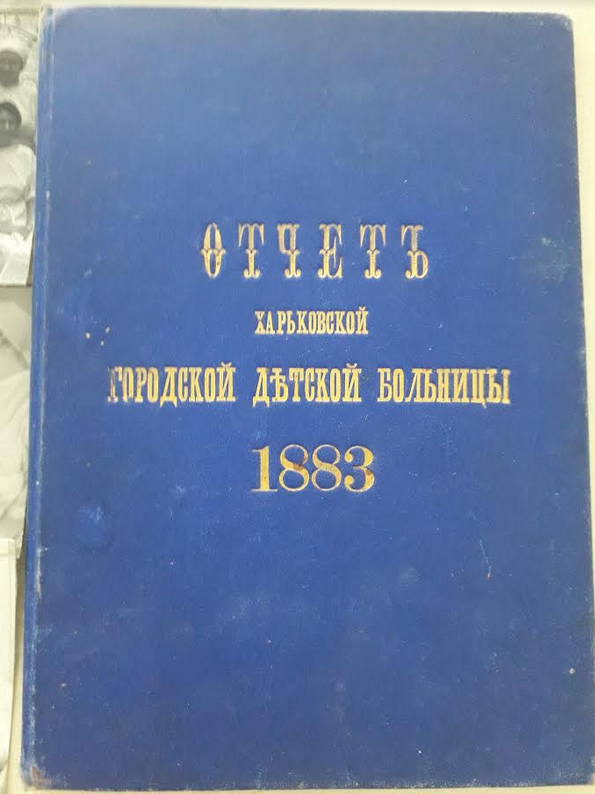 ОТЧЕТЪ
ХАРЬКОВСКОЙ
ГОРОДСКОЙ ДѢТСКОЙ БОЛЬНИЦЫ
1883